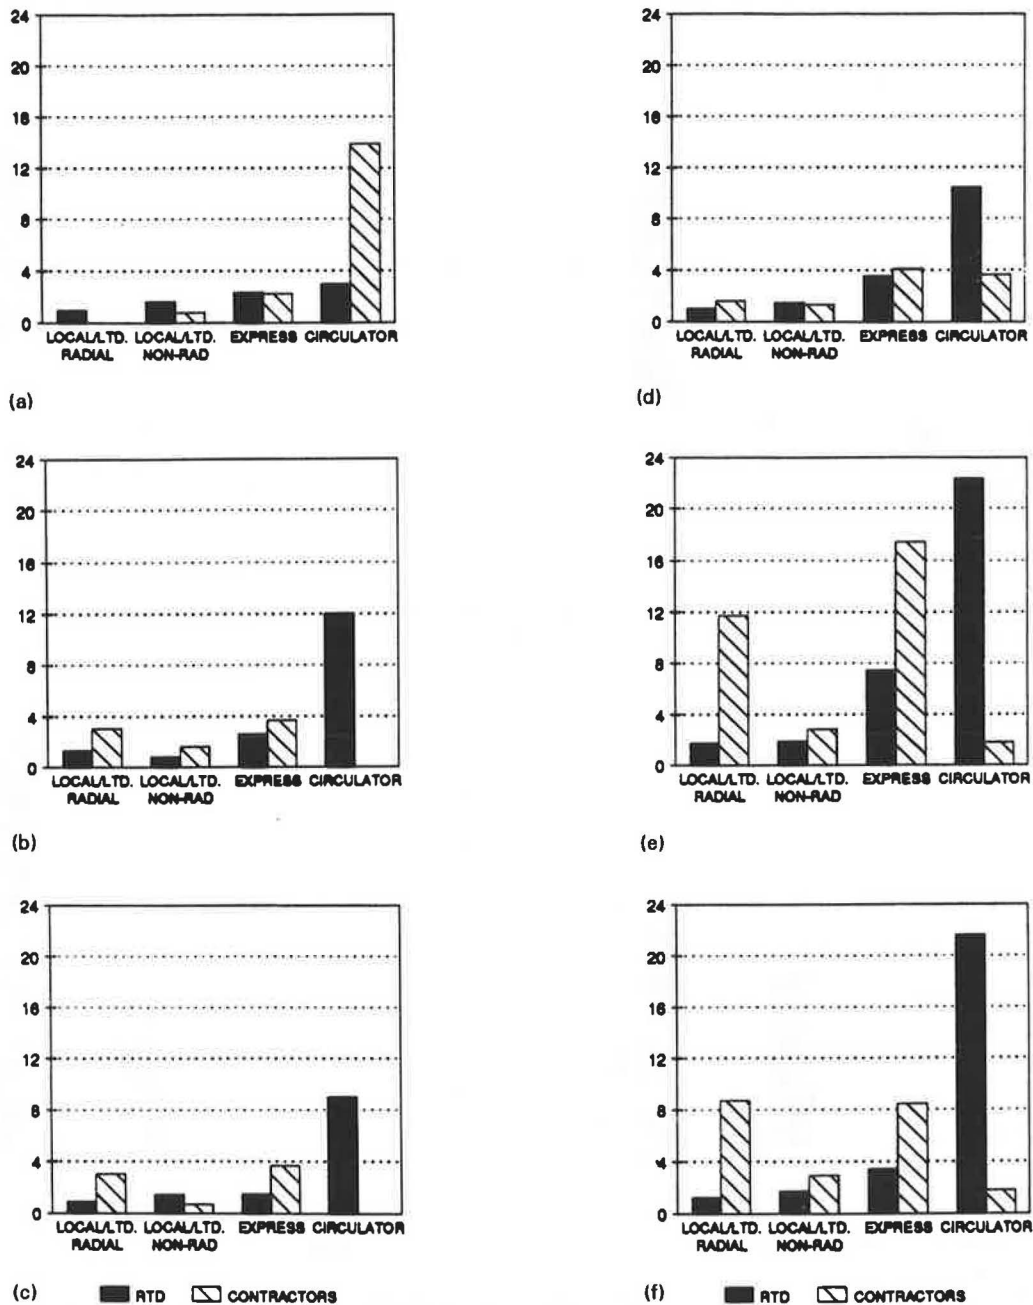 24
20
16
12
8
4
0
LOCAL/LTD. RADIAL
LOCAL/LTD. NON-RAD
EXPRESS
CIRCULATOR
(a)
24
20
16
12
8
4
0
LOCAL/LTD. RADIAL
LOCAL/LTD. NON-RAD
EXPRESS
CIRCULATOR
(b)
24
20
16
12
8
4
0
LOCAL/LTD. RADIAL
LOCAL/LTD. NON-RAD
EXPRESS
CIRCULATOR
(c)
RTD
CONTRACTORS
24
20
16
12
8
4
0
LOCAL/LTD. RADIAL
LOCAL/LTD. NON-RAD
EXPRESS
CIRCULATOR
(d)
24
20
16
12
8
4
0
LOCAL/LTD. RADIAL
LOCAL/LTD. NON-RAD
EXPRESS
CIRCULATOR
(e)
24
20
16
12
8
4
0
LOCAL/LTD. RADIAL
LOCAL/LTD. NON-RAD
EXPRESS
CIRCULATOR
(f)
RTD
CONTRACTORS